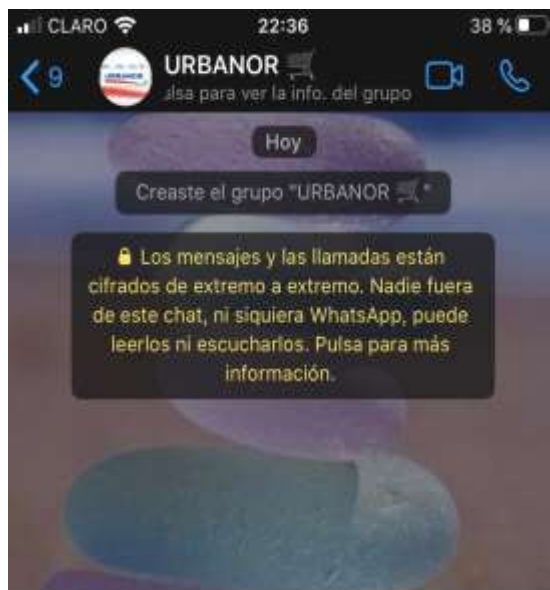 CLARO 22:36 38 %
9 URBANOR 🛒
ulsa para ver la info. del grupo
Hoy
Creaste el grupo "URBANOR 🛒"
🔒 Los mensajes y las llamadas están
cifrados de extremo a extremo. Nadie fuera
de este chat, ni siquiera WhatsApp, puede
leerlos ni escucharlos. Pulsa para más
información.